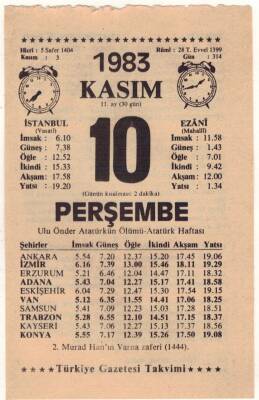 Hicri : 5 Safer 1404
Kasım : 3
1983
Rûmî : 28 T. Evvel 1399
Gün : 314
KASIM
11. ay (30 gün)
İSTANBUL
(Vasatî)
İmsak : 6.10
Güneş : 7.38
Öğle : 12.52
İkindi : 15.33
Akşam : 17.58
Yatsı : 19.20
10
(Günün kısalması: 2 dakika)
EZÂNÎ
(Mahallî)
İmsak : 11.58
Güneş : 1.43
Öğle : 7.01
İkindi : 9.42
Akşam : 12.00
Yatsı : 1.34
PERŞEMBE
Ulu Önder Atatürkün Ölümü-Atatürk Haftası
Şehirler İmsak Güneş Öğle İkindi Akşam Yatsı
ANKARA 5.54 7.20 12.37 15.20 17.45 19.06
İZMİR 6.16 7.39 13.00 15.46 18.11 19.29
ERZURUM 5.21 6.46 12.04 14.47 17.11 18.32
ADANA 5.43 7.04 12.27 15.17 17.41 18.58
ESKİŞEHİR 6.04 7.29 12.47 15.30 17.54 19.15
VAN 5.12 6.35 11.55 14.41 17.06 18.25
SAMSUN 5.41 7.09 12.23 15.03 17.28 18.51
TRABZON 5.28 6.55 12.10 14.51 17.15 18.37
KAYSERİ 5.43 7.06 12.27 15.13 17.37 18.56
KONYA 5.55 7.17 12.39 15.26 17.50 19.08
2. Murad Han'ın Varna zaferi (1444).
Türkiye Gazetesi Takvimi